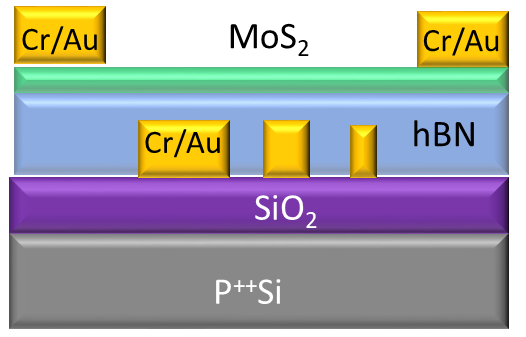 Cr/Au
MoS₂
Cr/Au
Cr/Au
hBN
SiO₂
P⁺⁺Si